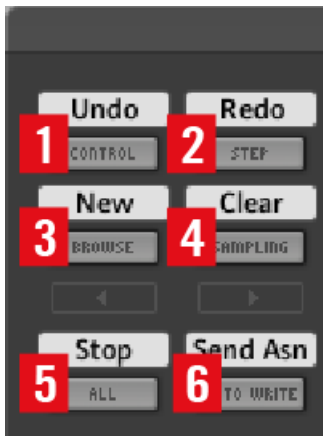 Undo Redo
1 CONTROL 2 STEP
New Clear
3 BROWSE 4 SAMPLING
Stop Send Asn
5 ALL 6 TO WRITE